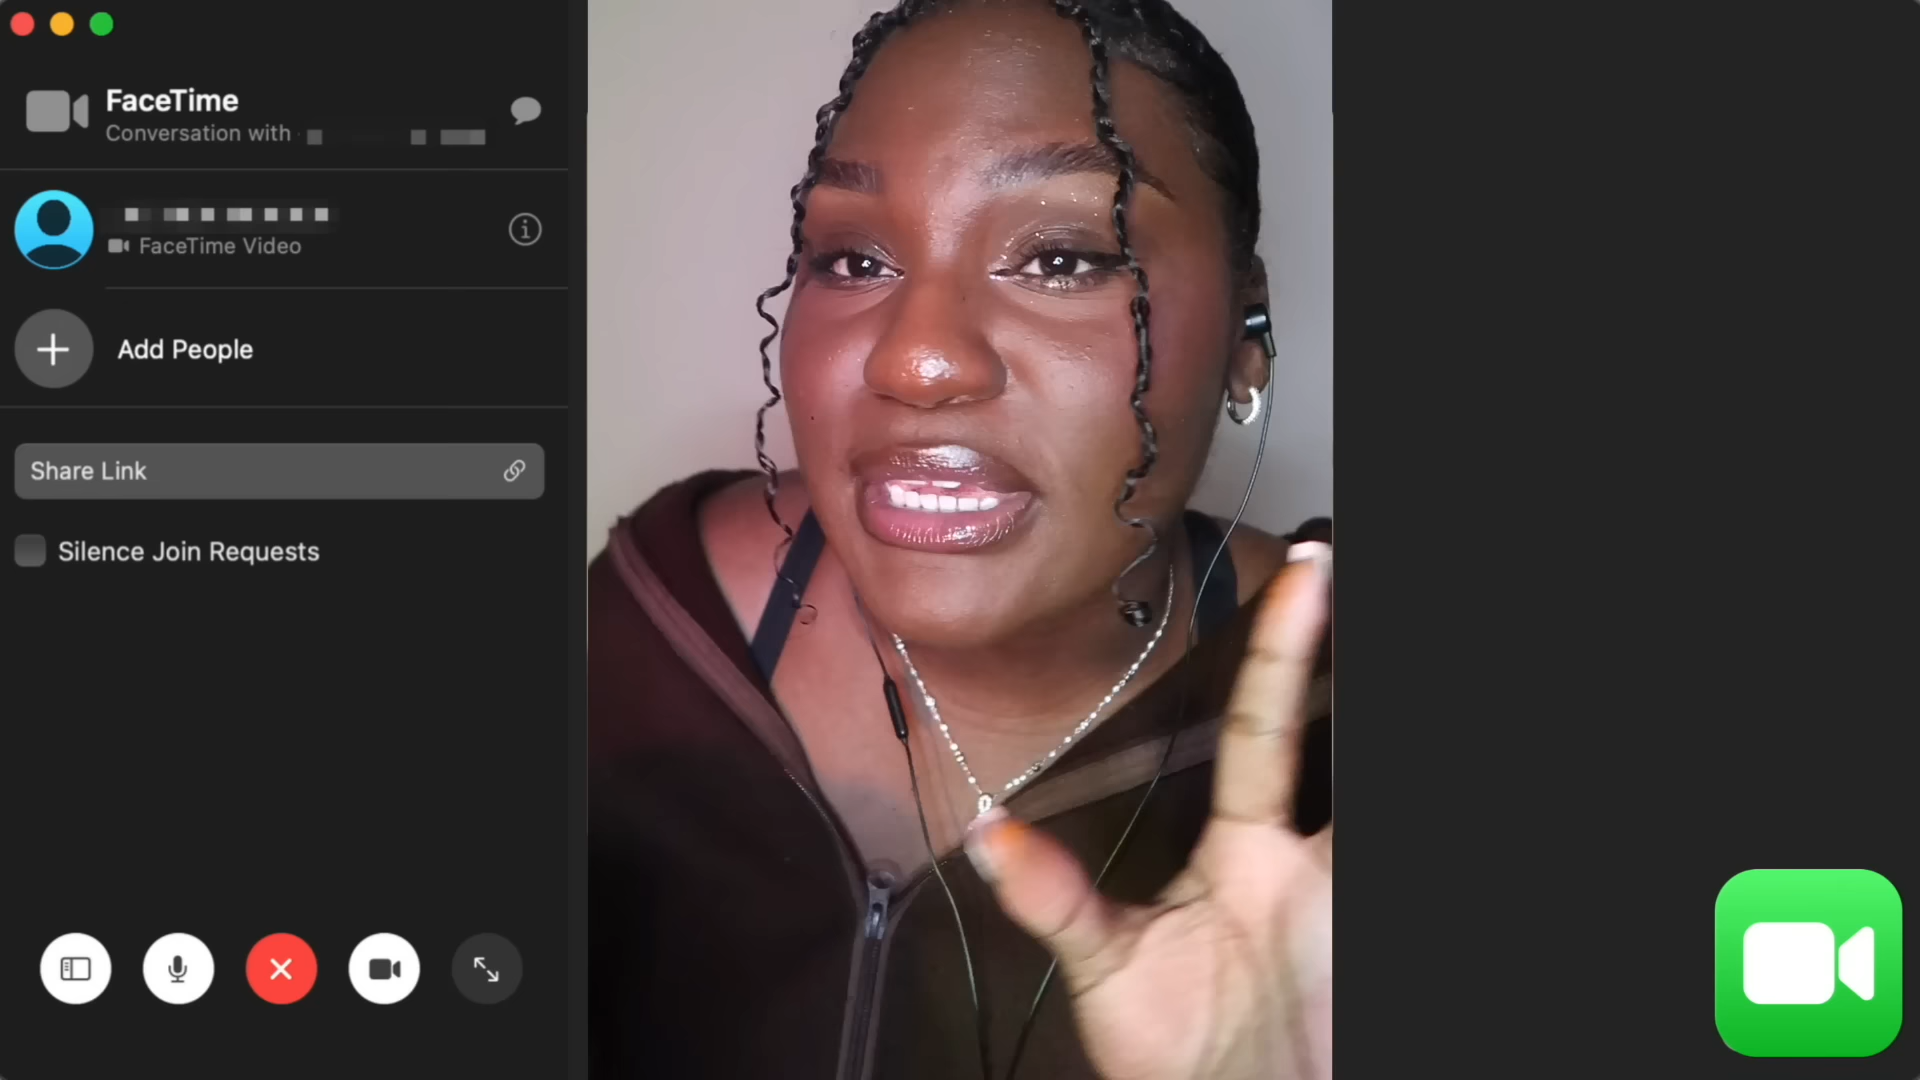 FaceTime
Conversation with
FaceTime Video
Add People
Share Link
Silence Join Requests